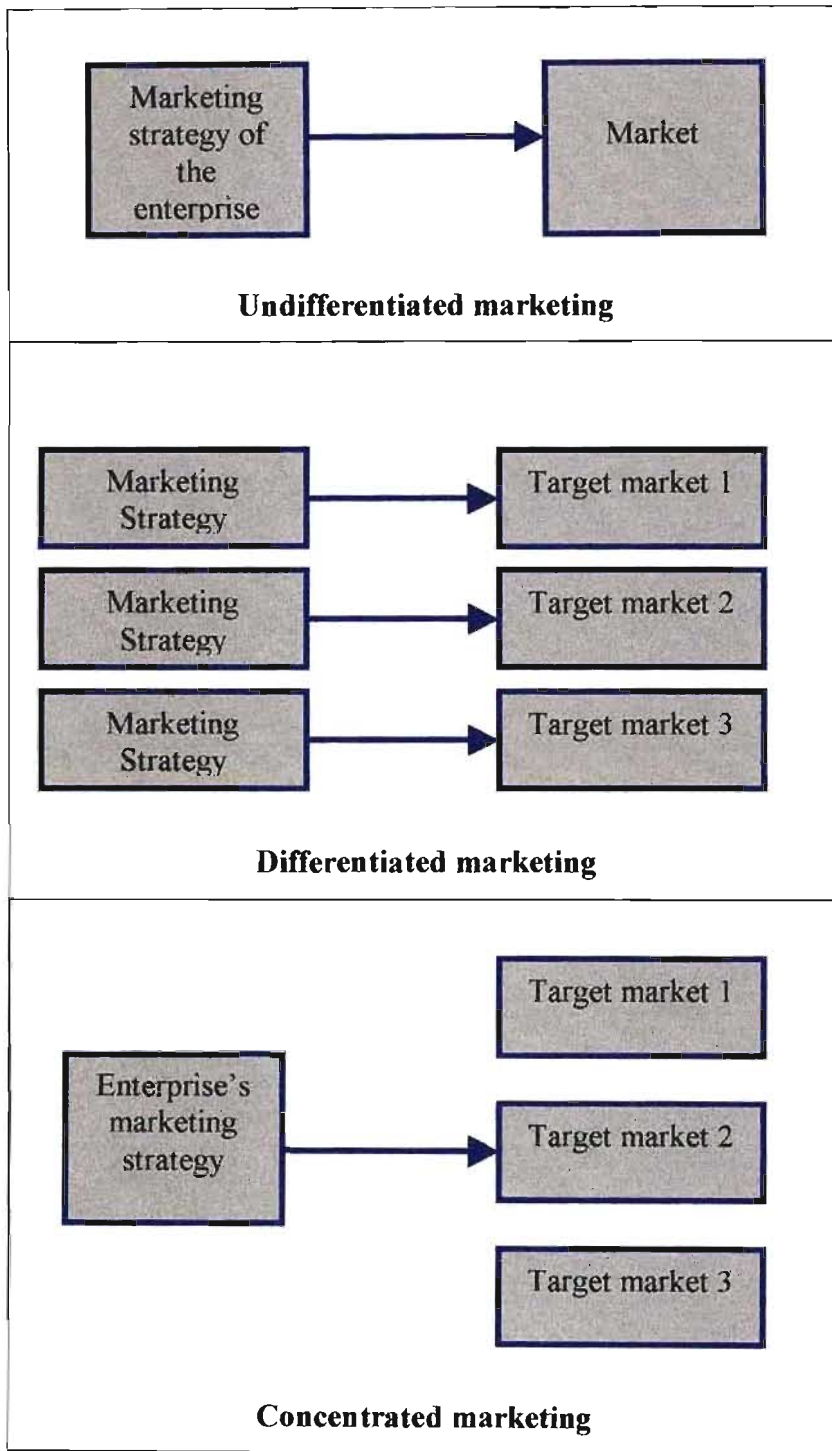 Marketing
strategy of
the
enterprise
Market
Undifferentiated marketing
Marketing
Strategy
Target market 1
Marketing
Strategy
Target market 2
Marketing
Strategy
Target market 3
Differentiated marketing
Target market 1
Enterprise's
marketing
strategy
Target market 2
Target market 3
Concentrated marketing